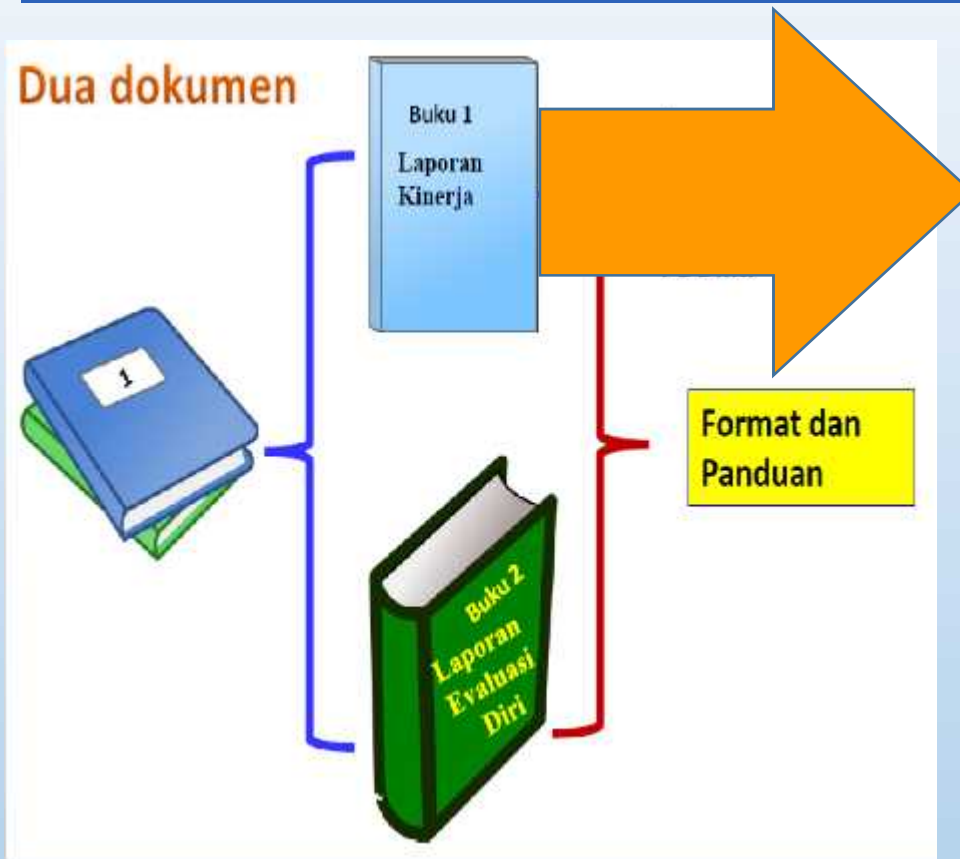 Dua dokumen
Buku 1
Laporan
Kinerja
1
Format dan
Panduan
Buku 2
Laporan
Evaluasi
Diri